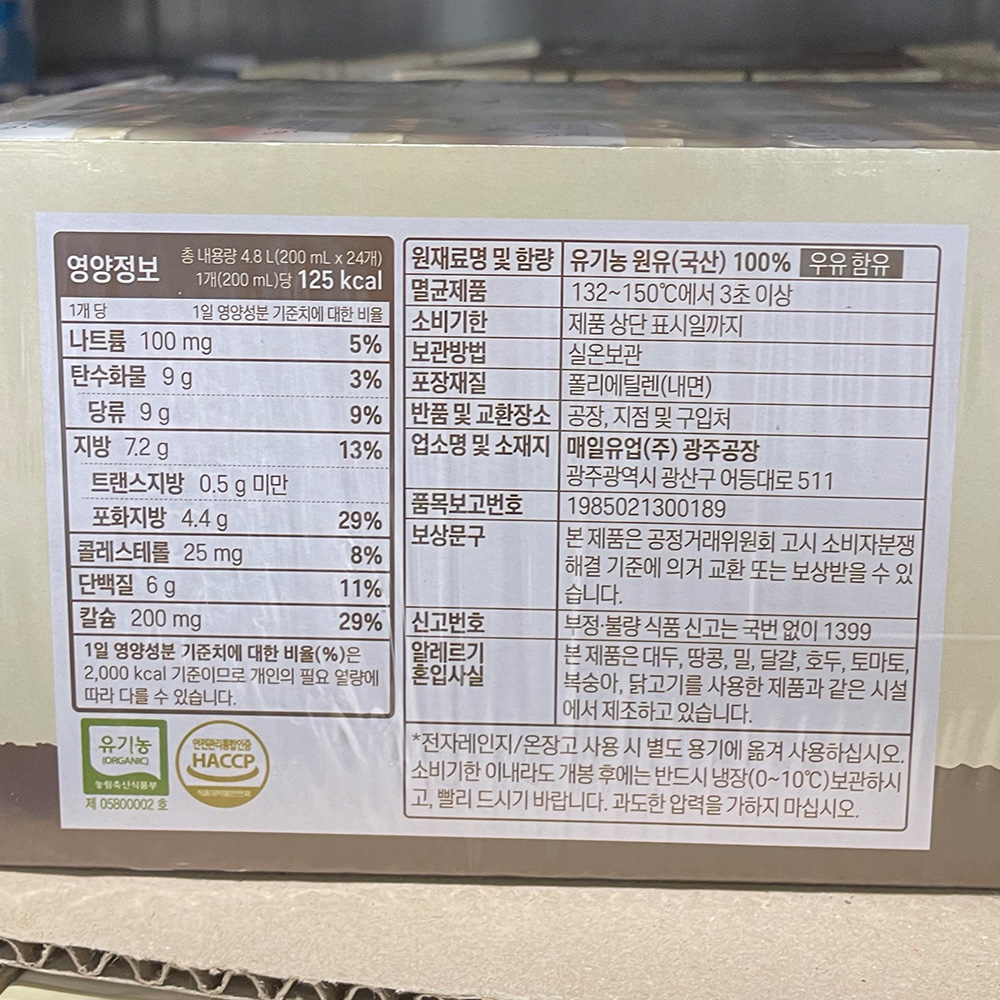 영양정보
총 내용량 4.8 L(200 mL x 24개)
1개(200 mL)당 125 kcal
1개 당 1일 영양성분 기준치에 대한 비율
나트륨 100 mg 5%
탄수화물 9 g 3%
당류 9 g 9%
지방 7.2 g 13%
트랜스지방 0.5 g 미만
포화지방 4.4 g 29%
콜레스테롤 25 mg 8%
단백질 6 g 11%
칼슘 200 mg 29%
1일 영양성분 기준치에 대한 비율(%)은
2,000 kcal 기준이므로 개인의 필요 열량에
따라 다를 수 있습니다.
유기농
(ORGANIC)
농림축산식품부
제 05800002 호
안전관리통합인증
HACCP
식품의약품안전처
원재료명 및 함량 유기농 원유(국산) 100% 우유 함유
멸균제품 132~150℃에서 3초 이상
소비기한 제품 상단 표시일까지
보관방법 실온보관
포장재질 폴리에틸렌(내면)
반품 및 교환장소 공장, 지점 및 구입처
업소명 및 소재지 매일유업(주) 광주공장
광주광역시 광산구 어등대로 511
품목보고번호 1985021300189
보상문구 본 제품은 공정거래위원회 고시 소비자분쟁
해결 기준에 의거 교환 또는 보상받을 수 있
습니다.
신고번호 부정·불량 식품 신고는 국번 없이 1399
알레르기 본 제품은 대두, 땅콩, 밀, 달걀, 호두, 토마토,
혼입사실 복숭아, 닭고기를 사용한 제품과 같은 시설
에서 제조하고 있습니다.
*전자레인지/온장고 사용 시 별도 용기에 옮겨 사용하십시오.
소비기한 이내라도 개봉 후에는 반드시 냉장(0~10℃)보관하시
고, 빨리 드시기 바랍니다. 과도한 압력을 가하지 마십시오.